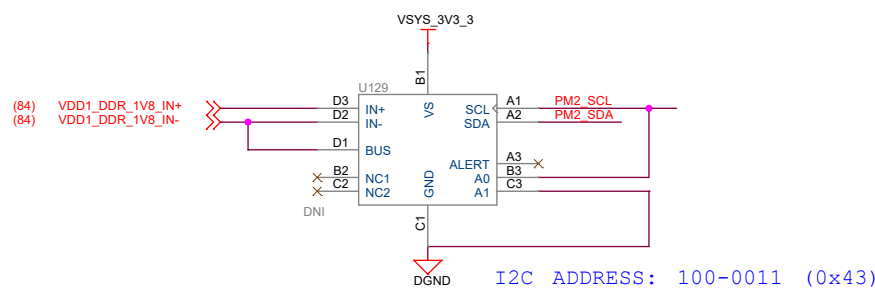 VSYS_3V3_3
U129
B1
(84) VDD1_DDR_1V8_IN+ D3 IN+ VS SCL A1 PM2_SCL
(84) VDD1_DDR_1V8_IN- D2 IN- SDA A2 PM2_SDA
D1 BUS
ALERT A3
B2 NC1 A0 B3
C2 NC2 GND A1 C3
DNI
C1
DGND
I2C ADDRESS: 100-0011 (0x43)